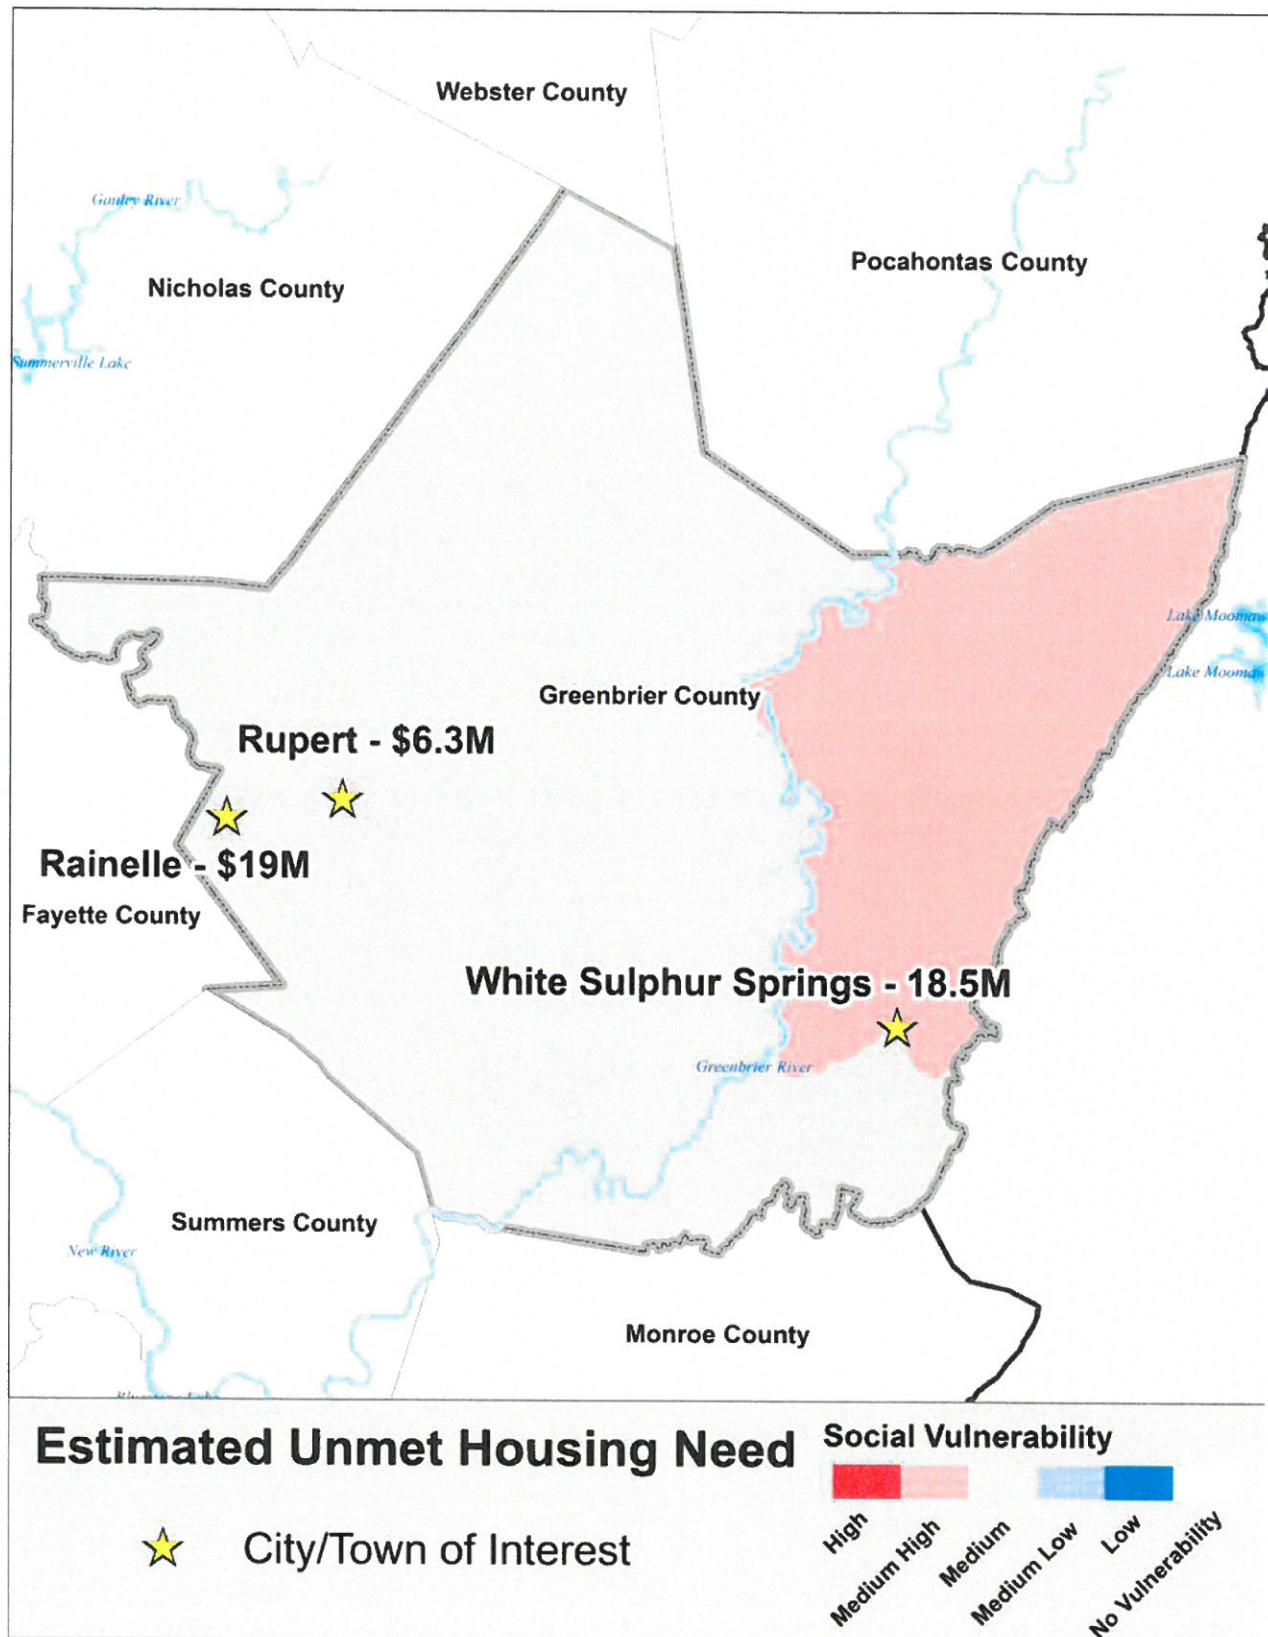 Webster County
Gauley River
Pocahontas County
Nicholas County
Summerville Lake
Lake Moomaw
Lake Moomaw
Greenbrier County
Rupert - $6.3M
Rainelle - $19M
Fayette County
White Sulphur Springs - 18.5M
Greenbrier River
Summers County
New River
Monroe County
Estimated Unmet Housing Need
Social Vulnerability
High
Medium High
Medium
Medium Low
Low
No Vulnerability
City/Town of Interest